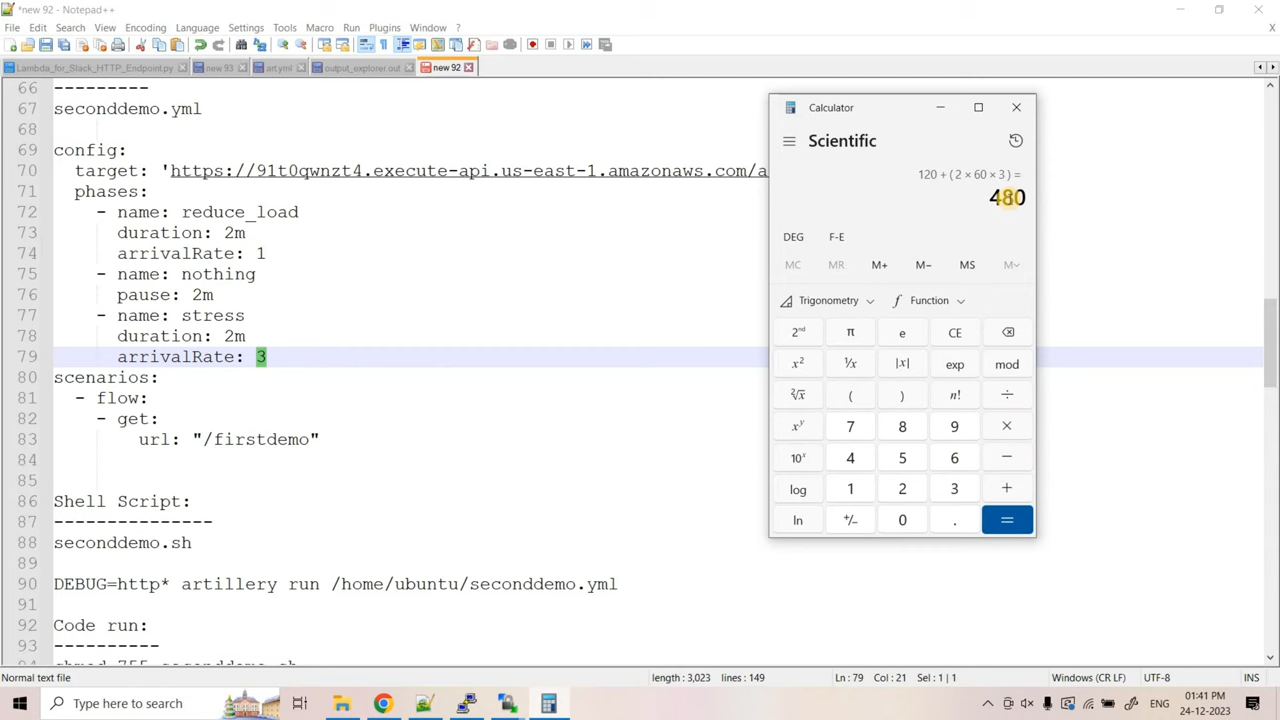 *new 92 - Notepad++
File Edit Search View Encoding Language Settings Tools Macro Run Plugins Window ?
X
Lambda_for_Slack_HTTP_Endpoint.py new 93 art.yml output_explorer.out new 92
66 ---------
67 seconddemo.yml
68
69 config:
70 target: 'https://91t0qwnzt4.execute-api.us-east-1.amazonaws.com/a
71 phases:
72 - name: reduce_load
73 duration: 2m
74 arrivalRate: 1
75 - name: nothing
76 pause: 2m
77 - name: stress
78 duration: 2m
79 arrivalRate: 3
80 scenarios:
81 - flow:
82 - get:
83 url: "/firstdemo"
84
85
86 Shell Script:
87 ---------------
88 seconddemo.sh
89
90 DEBUG=http* artillery run /home/ubuntu/seconddemo.yml
91
92 Code run:
93 ----------
94 chmod 755 seconddemo.sh
Calculator
Scientific
120 + ( 2 × 60 × 3 ) =
480
DEG F-E
MC MR M+ M− MS M
Trigonometry f Function
2nd π e CE
x² ¹/x |x| exp mod
²√x ( ) n! ÷
xʸ 7 8 9 ×
10ˣ 4 5 6 −
log 1 2 3 +
ln +/− 0 . =
Normal text file length : 3,023 lines : 149 Ln : 79 Col : 21 Sel : 1 | 1 Windows (CR LF) UTF-8 INS
Type here to search
ENG
01:41 PM
24-12-2023